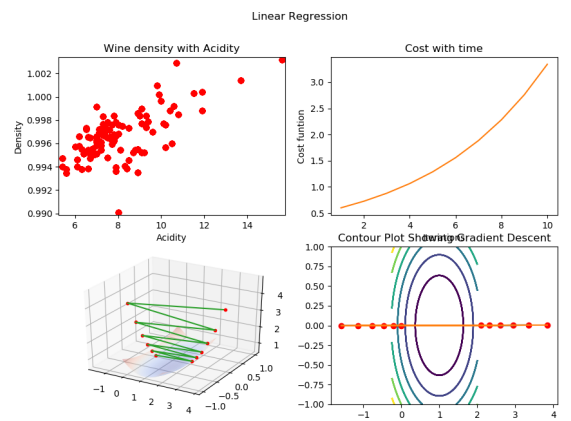 Linear Regression
Wine density with Acidity
Cost with time
1.002
1.000
0.998
0.996
0.994
0.992
0.990
Density
6 8 10 12 14
Acidity
3.0
2.5
2.0
1.5
1.0
0.5
Cost funtion
2 4 6 8 10
Contour Plot Showing Gradient Descent
4
3
2
1
−1 0 1 2 3 4
−1.0 −0.5 0.0 0.5 1.0
1.00
0.75
0.50
0.25
0.00
−0.25
−0.50
−0.75
−1.00
−1 0 1 2 3 4